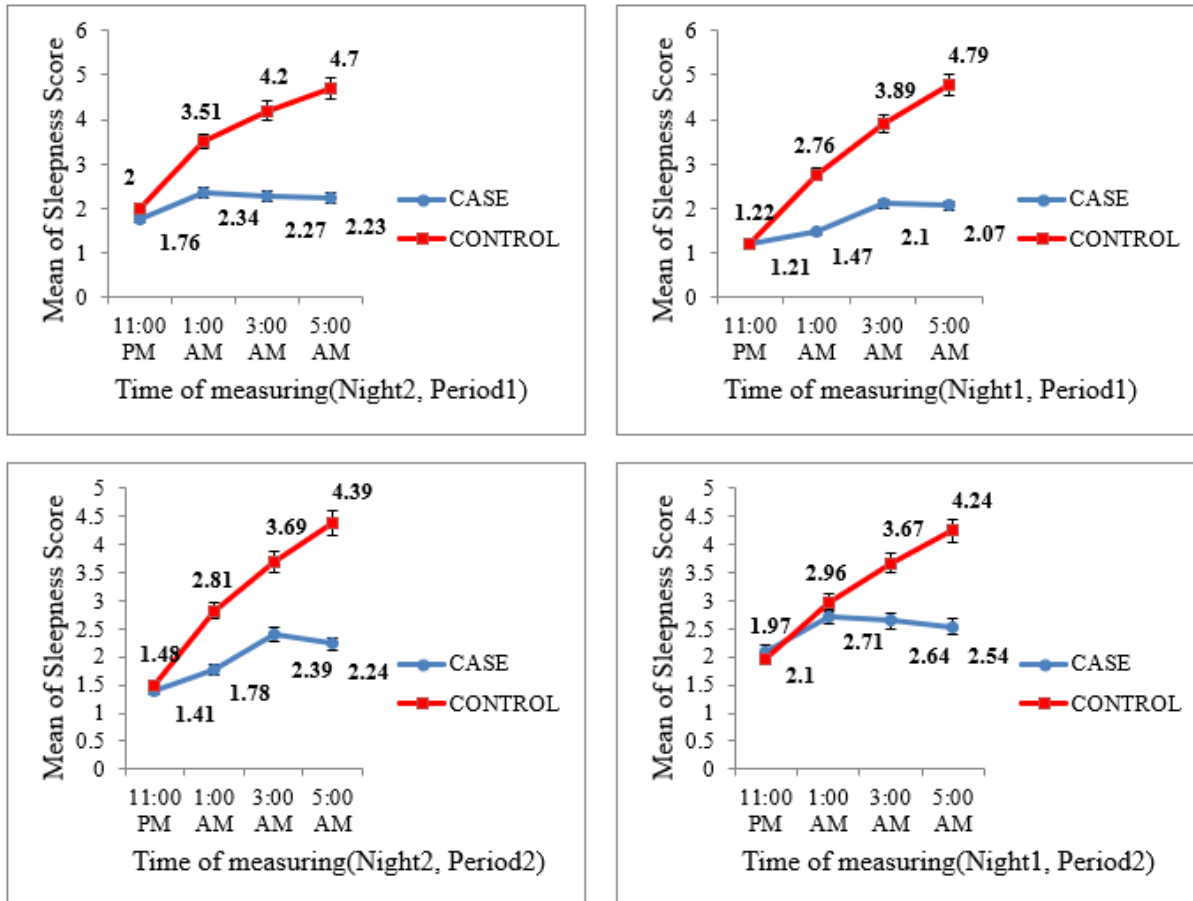 Mean of Sleepness Score
6
5
4
3
2
1
0
2
3.51
4.2
4.7
1.76
2.34
2.27
2.23
CASE
CONTROL
11:00 PM
1:00 AM
3:00 AM
5:00 AM
Time of measuring(Night2, Period1)
Mean of Sleepness Score
6
5
4
3
2
1
0
1.22
2.76
3.89
4.79
1.21
1.47
2.1
2.07
CASE
CONTROL
11:00 PM
1:00 AM
3:00 AM
5:00 AM
Time of measuring(Night1, Period1)
Mean of Sleepness Score
5
4.5
4
3.5
3
2.5
2
1.5
1
0.5
0
1.48
2.81
3.69
4.39
1.41
1.78
2.39
2.24
CASE
CONTROL
11:00 PM
1:00 AM
3:00 AM
5:00 AM
Time of measuring(Night2, Period2)
Mean of Sleepness Score
5
4.5
4
3.5
3
2.5
2
1.5
1
0.5
0
1.97
2.96
3.67
4.24
2.1
2.71
2.64
2.54
CASE
CONTROL
11:00 PM
1:00 AM
3:00 AM
5:00 AM
Time of measuring(Night1, Period2)